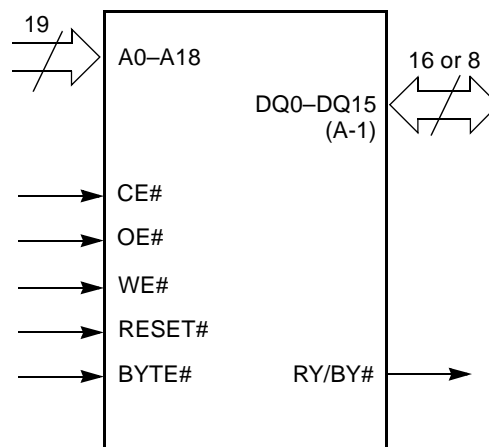 19
A0–A18
16 or 8
DQ0–DQ15
(A-1)
CE#
OE#
WE#
RESET#
BYTE#
RY/BY#